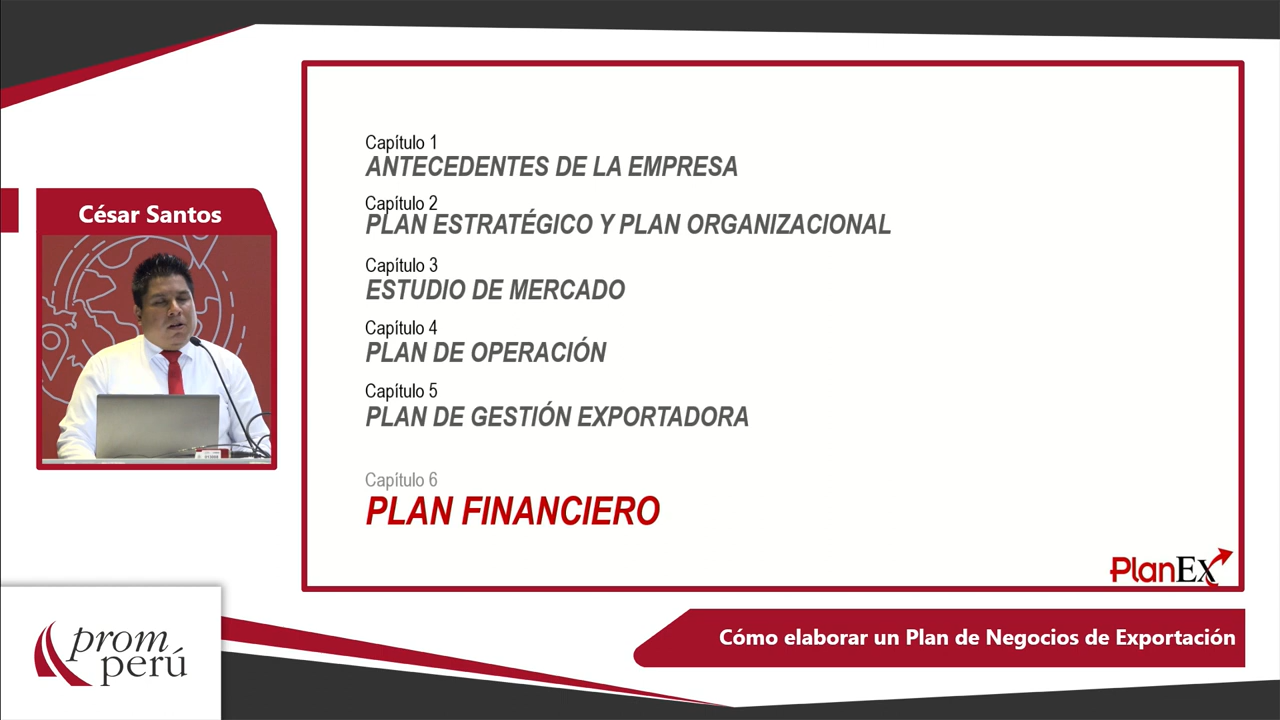 César Santos
Capítulo 1
ANTECEDENTES DE LA EMPRESA
Capítulo 2
PLAN ESTRATÉGICO Y PLAN ORGANIZACIONAL
Capítulo 3
ESTUDIO DE MERCADO
Capítulo 4
PLAN DE OPERACIÓN
Capítulo 5
PLAN DE GESTIÓN EXPORTADORA
Capítulo 6
PLAN FINANCIERO
PlanEX
Cómo elaborar un Plan de Negocios de Exportación
prom
perú